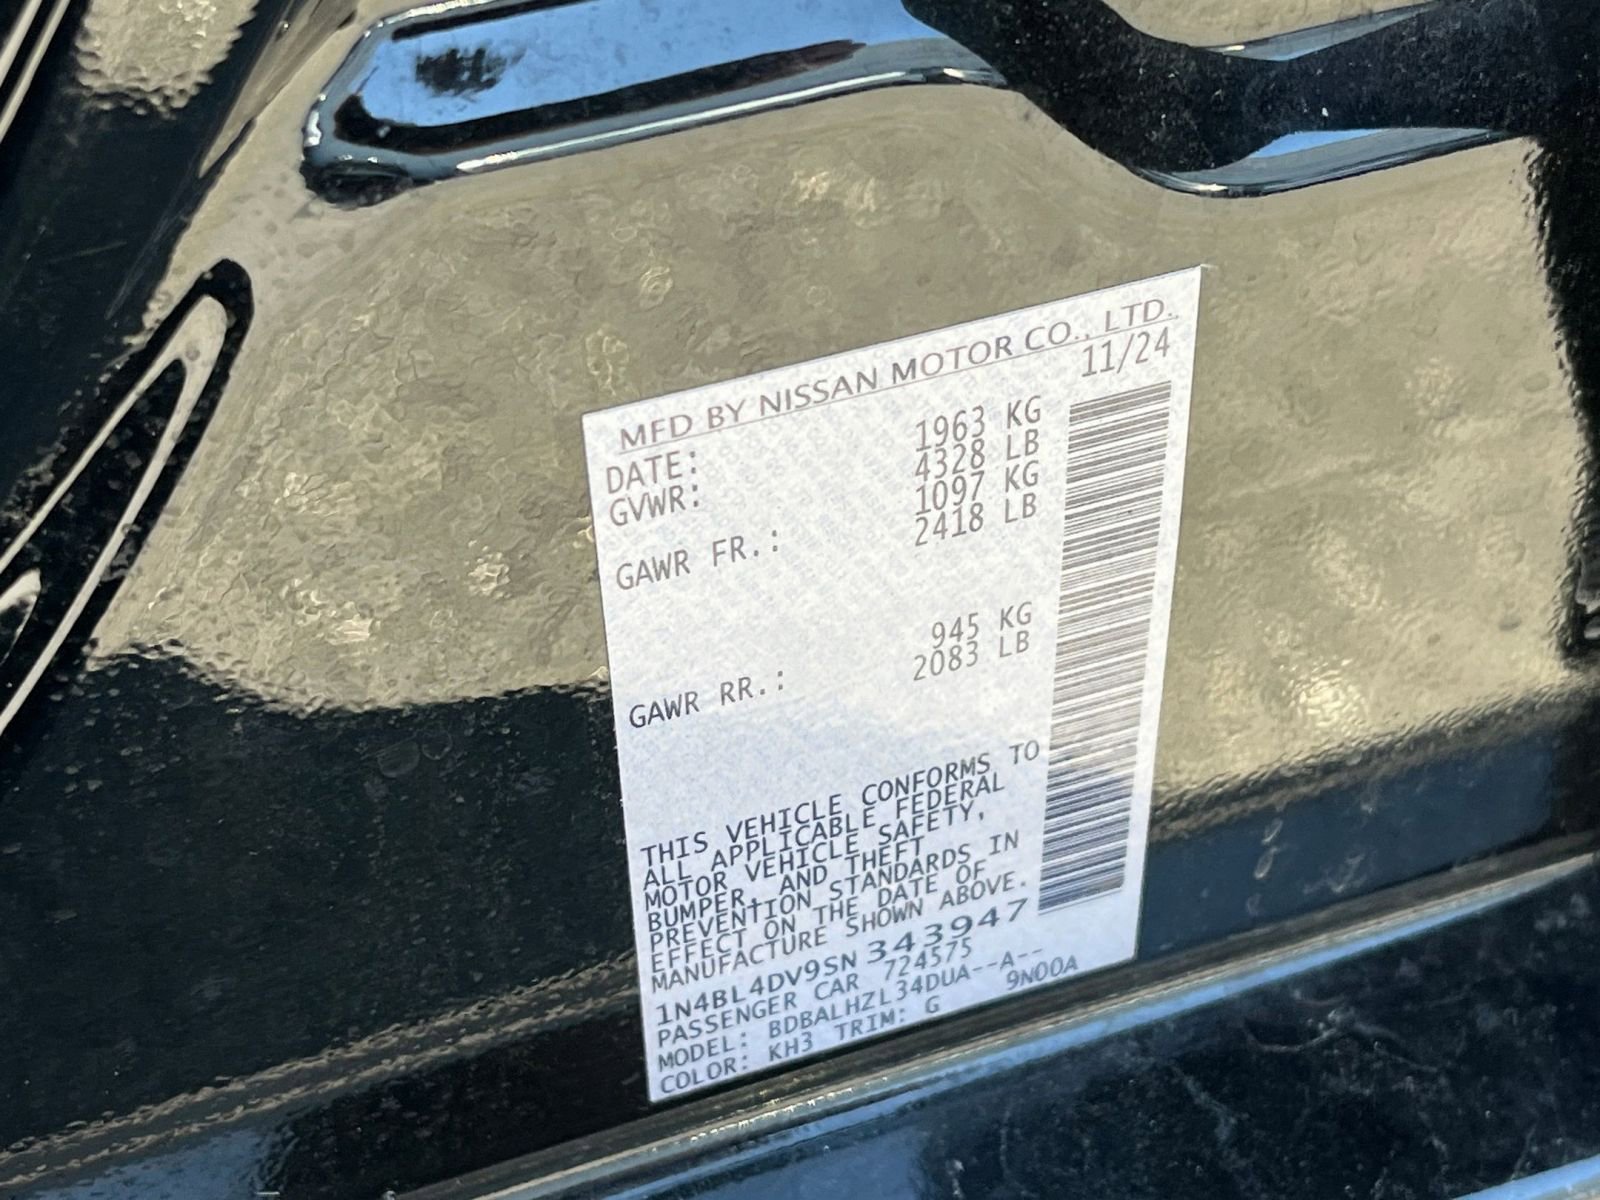 MFD BY NISSAN MOTOR CO., LTD.
DATE: 11/24
GVWR: 1963 KG
4328 LB
GAWR FR.: 1097 KG
2418 LB
GAWR RR.: 945 KG
2083 LB
THIS VEHICLE CONFORMS TO
ALL APPLICABLE FEDERAL
MOTOR VEHICLE SAFETY,
BUMPER, AND THEFT
PREVENTION STANDARDS IN
EFFECT ON THE DATE OF
MANUFACTURE SHOWN ABOVE.
1N4BL4DV9SN343947
PASSENGER CAR 724575
MODEL: BDBALHZL34DUA--A--
COLOR: KH3 TRIM: G 9N00A